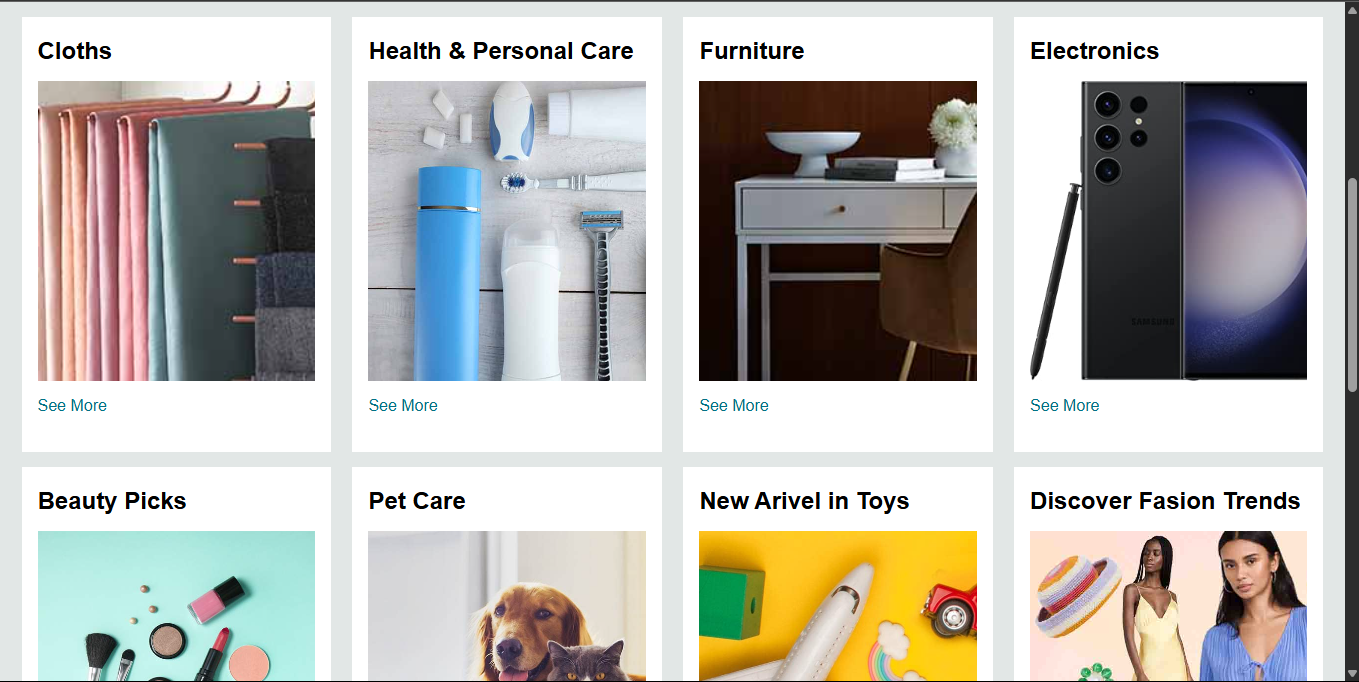 Cloths
Health & Personal Care
Furniture
Electronics
SAMSUNG
See More
See More
See More
See More
Beauty Picks
Pet Care
New Arivel in Toys
Discover Fasion Trends